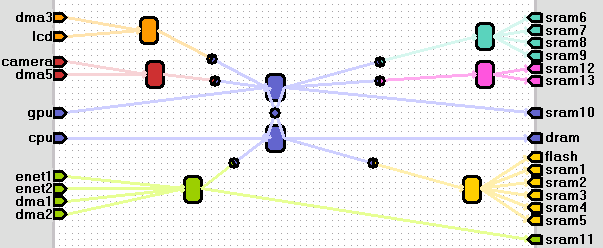 dma3
lcd
camera
dma5
gpu
cpu
enet1
enet2
dma1
dma2
sram6
sram7
sram8
sram9
sram12
sram13
sram10
dram
flash
sram1
sram2
sram3
sram4
sram5
sram11